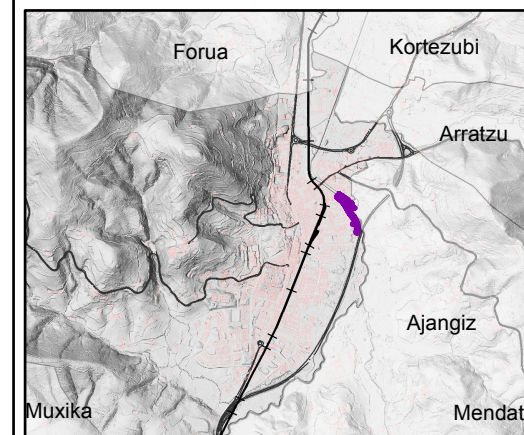 Forua
Kortezubi
Arratzu
Ajangiz
Muxika
Mendat